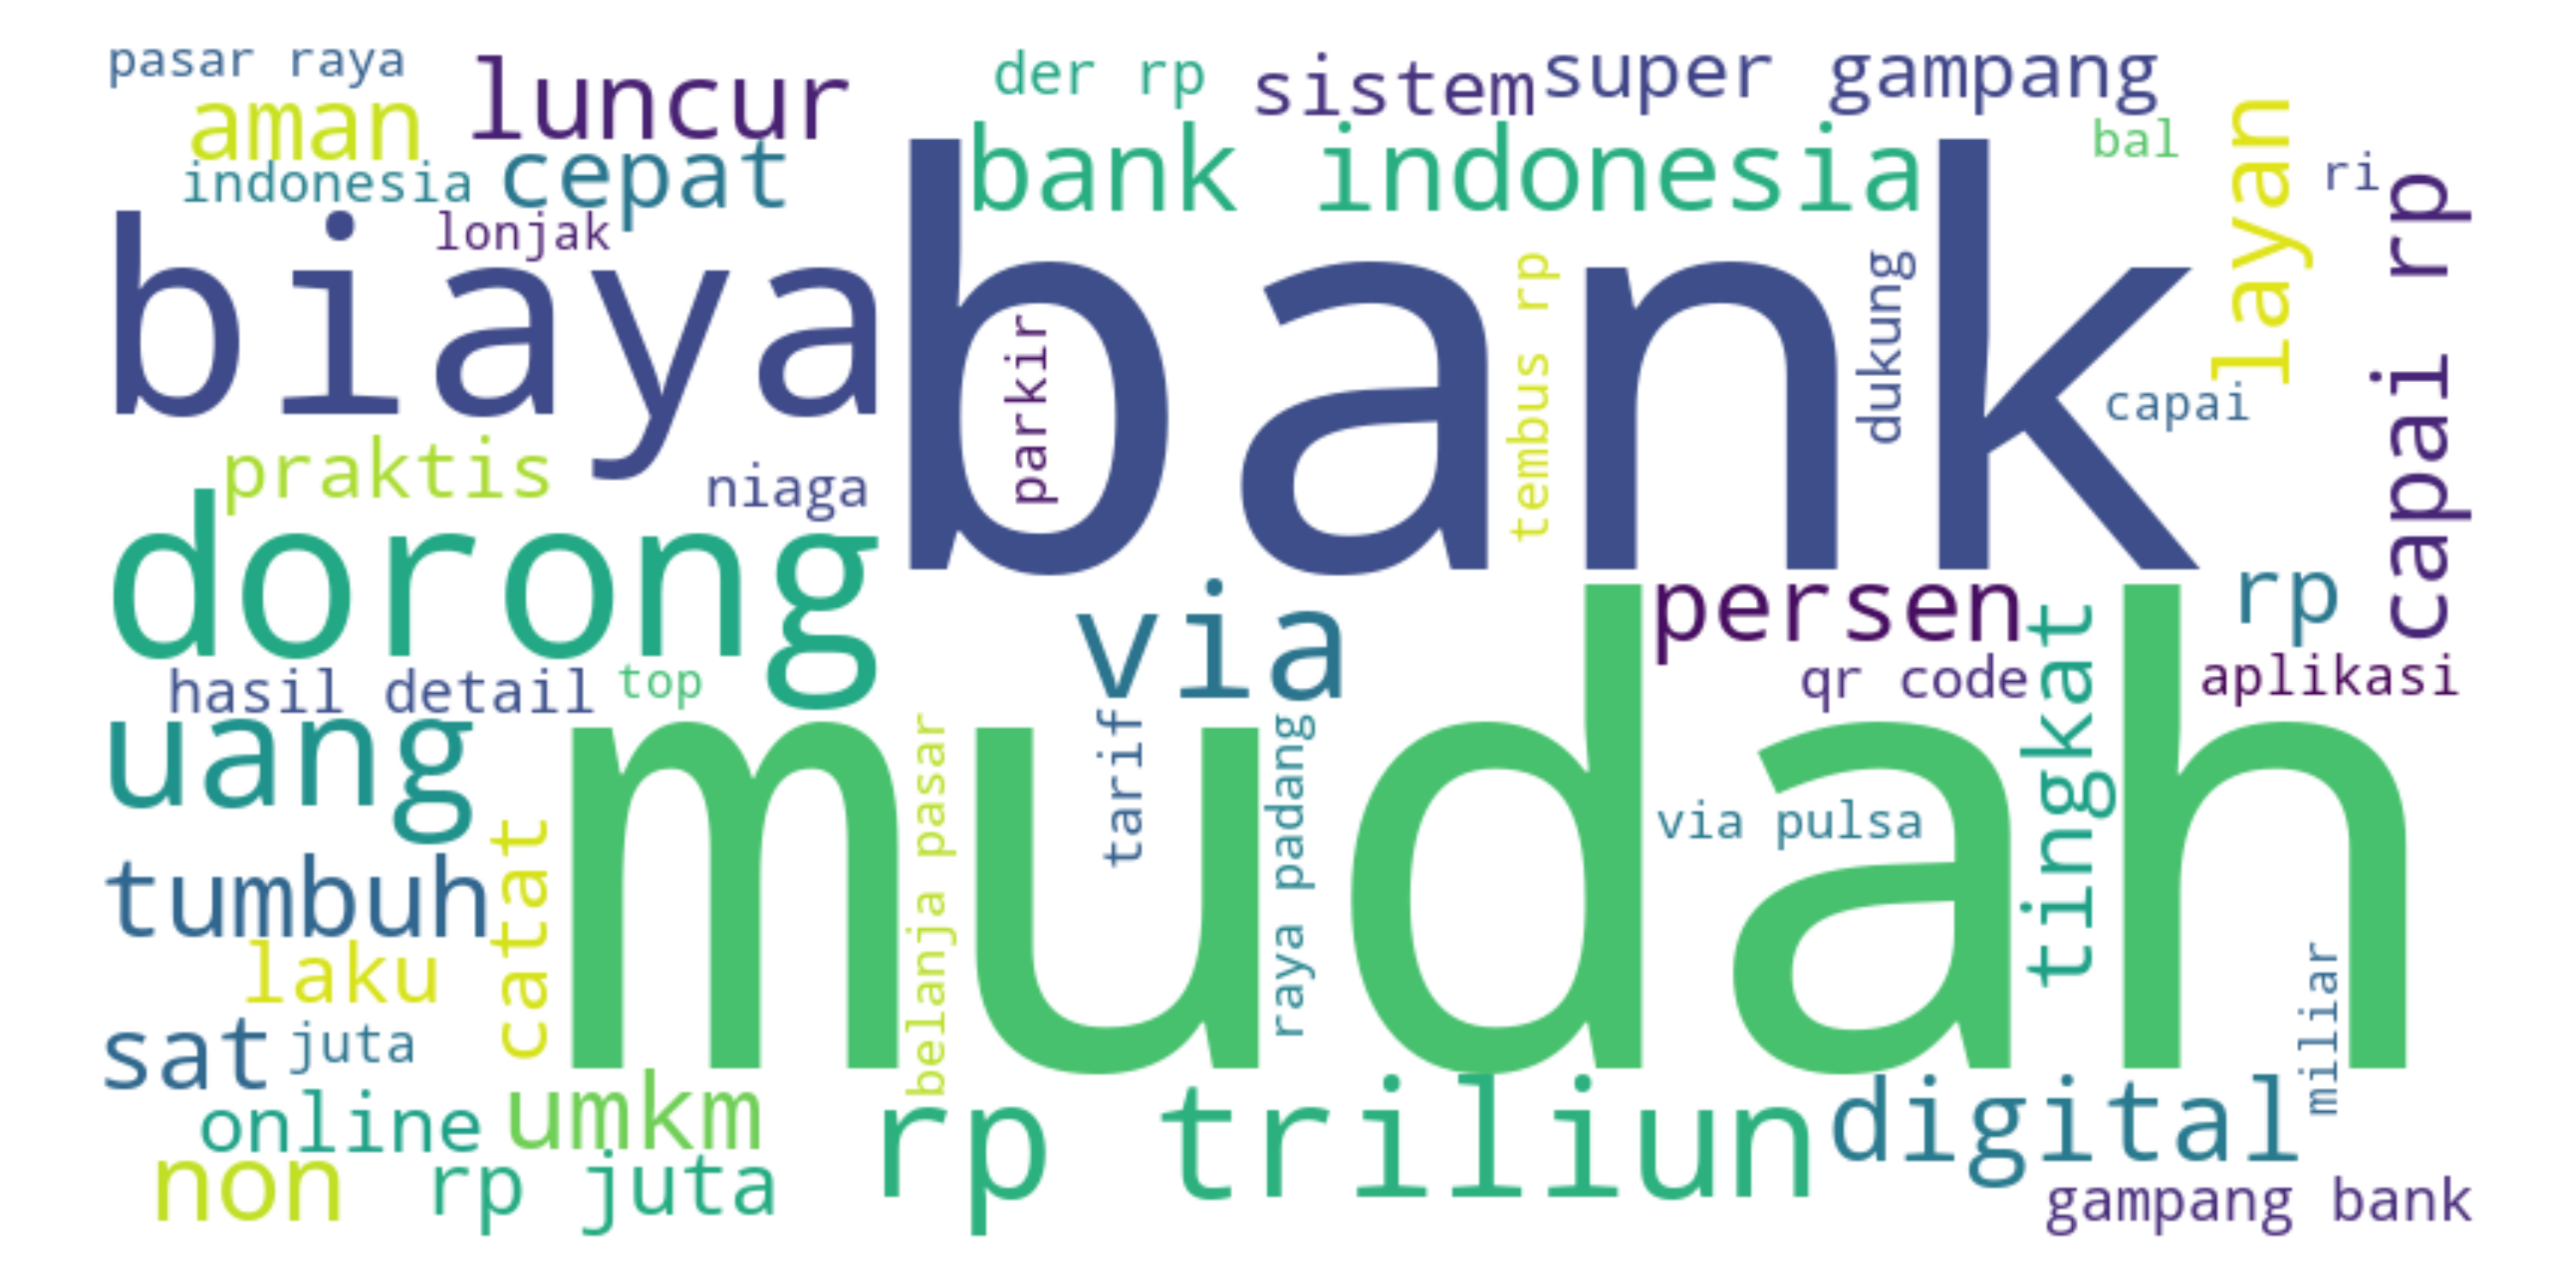 pasar raya
luncur
der rp
sistem
super gampang
aman
bank indonesia
bal
layan
ri
indonesia
cepat
capai rp
lonjak
biaya
bank
parkir
tembus rp
dukung
capai
praktis
niaga
dorong
via
persen
rp
hasil detail
top
qr code
aplikasi
tingkat
uang
mudah
belanja pasar
tarif
raya padang
via pulsa
tumbuh
catat
laku
miliar
sat
juta
online
umkm
rp triliun
digital
non
rp juta
gampang bank